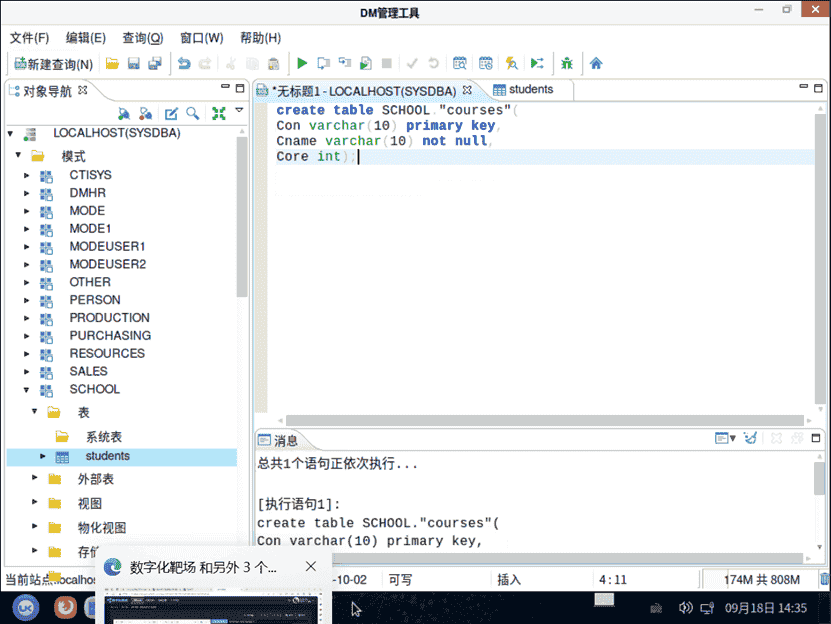 DM管理工具
文件(F) 编辑(E) 查询(Q) 窗口(W) 帮助(H)
新建查询(N)
对象导航
*无标题1 - LOCALHOST(SYSDBA)
students
LOCALHOST(SYSDBA)
模式
CTISYS
DMHR
MODE
MODE1
MODEUSER1
MODEUSER2
OTHER
PERSON
PRODUCTION
PURCHASING
RESOURCES
SALES
SCHOOL
表
系统表
students
外部表
视图
物化视图
create table SCHOOL."courses"(
Con varchar(10) primary key,
Cname varchar(10) not null,
Core int);
消息
总共1个语句正依次执行...
[执行语句1]:
create table SCHOOL."courses"(
Con varchar(10) primary key,
数字化靶场 和另外 3 个...
当前站点
-10-02
可写
插入
4 : 11
174M 共 808M
UK
09月18日 14:35